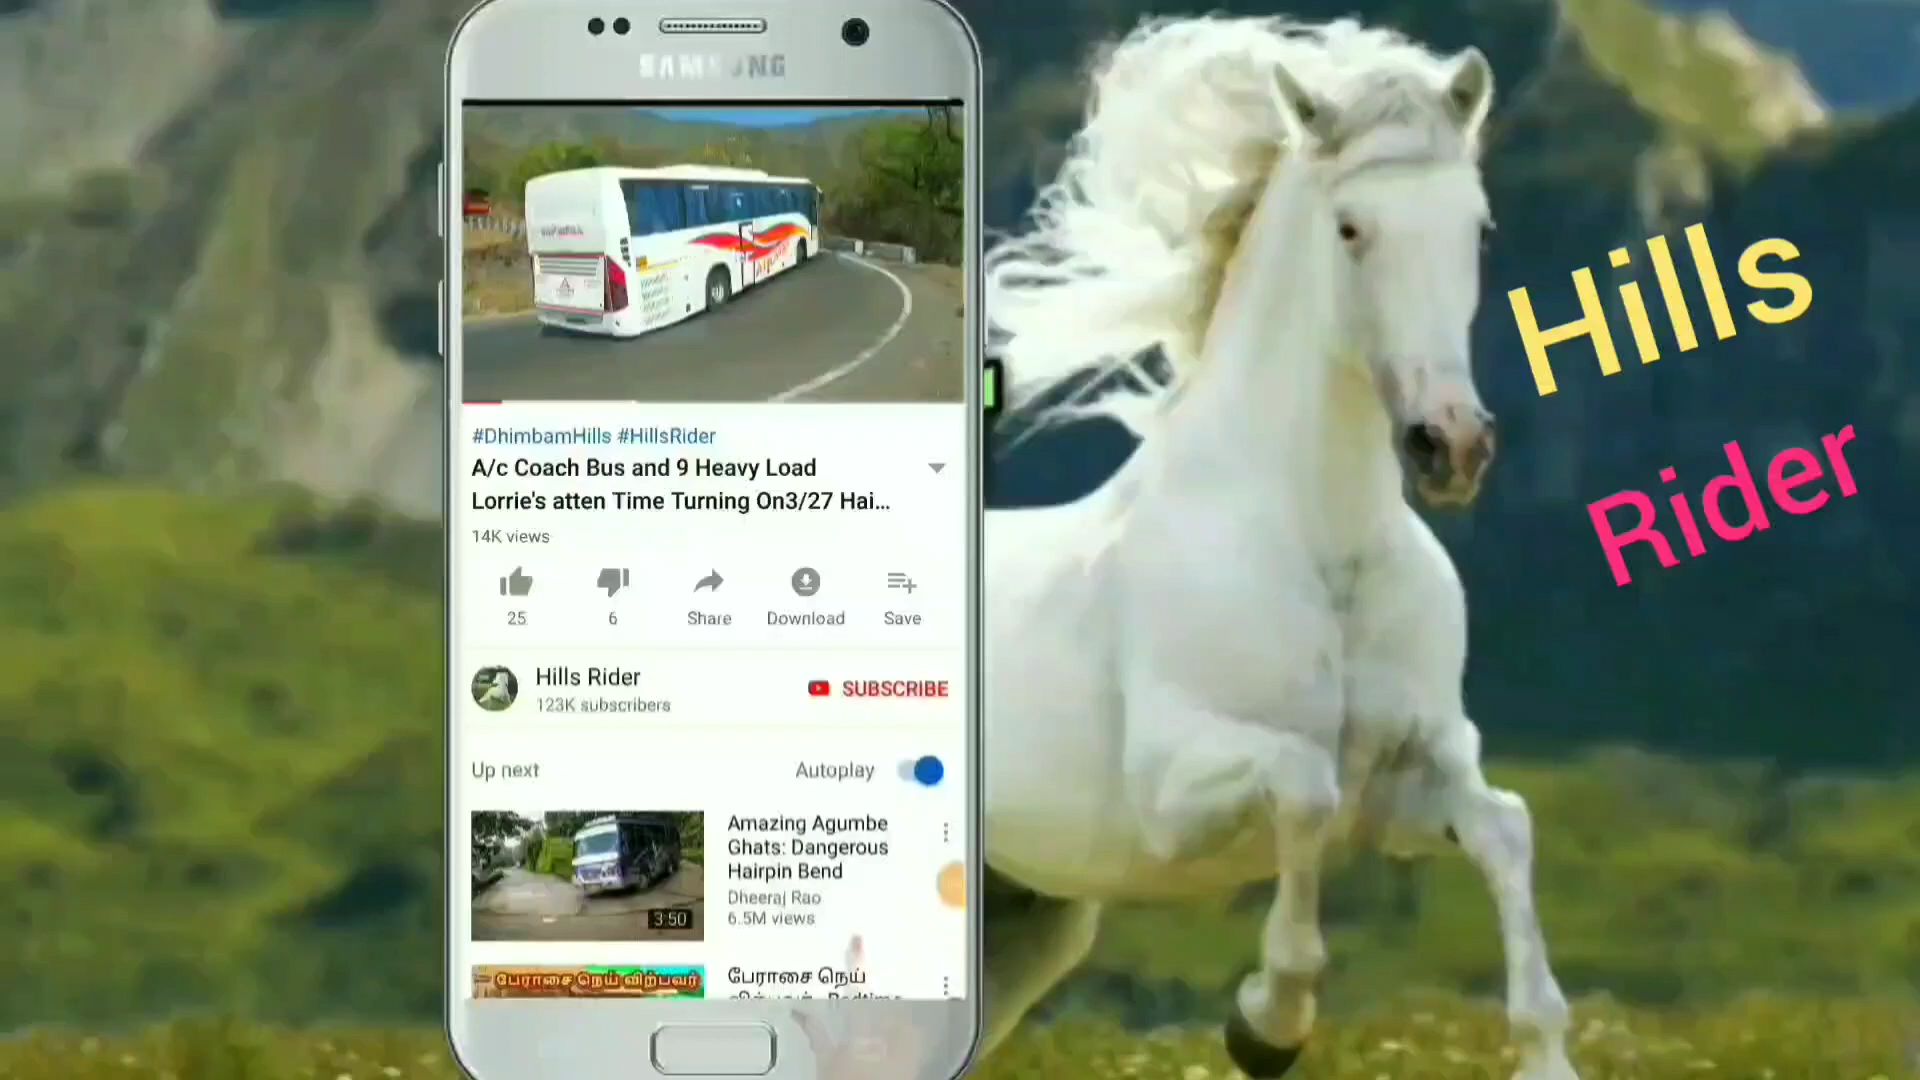 SAMSUNG
#DhimbamHills #HillsRider
A/c Coach Bus and 9 Heavy Load
Lorrie's atten Time Turning On3/27 Hai...
14K views
25
6
Share
Download
Save
Hills Rider
123K subscribers
SUBSCRIBE
Up next
Autoplay
3:50
Amazing Agumbe
Ghats: Dangerous
Hairpin Bend
Dheeraj Rao
6.5M views
பேராசை நெய் விற்பவர்
பேராசை நெய்
Hills
Rider